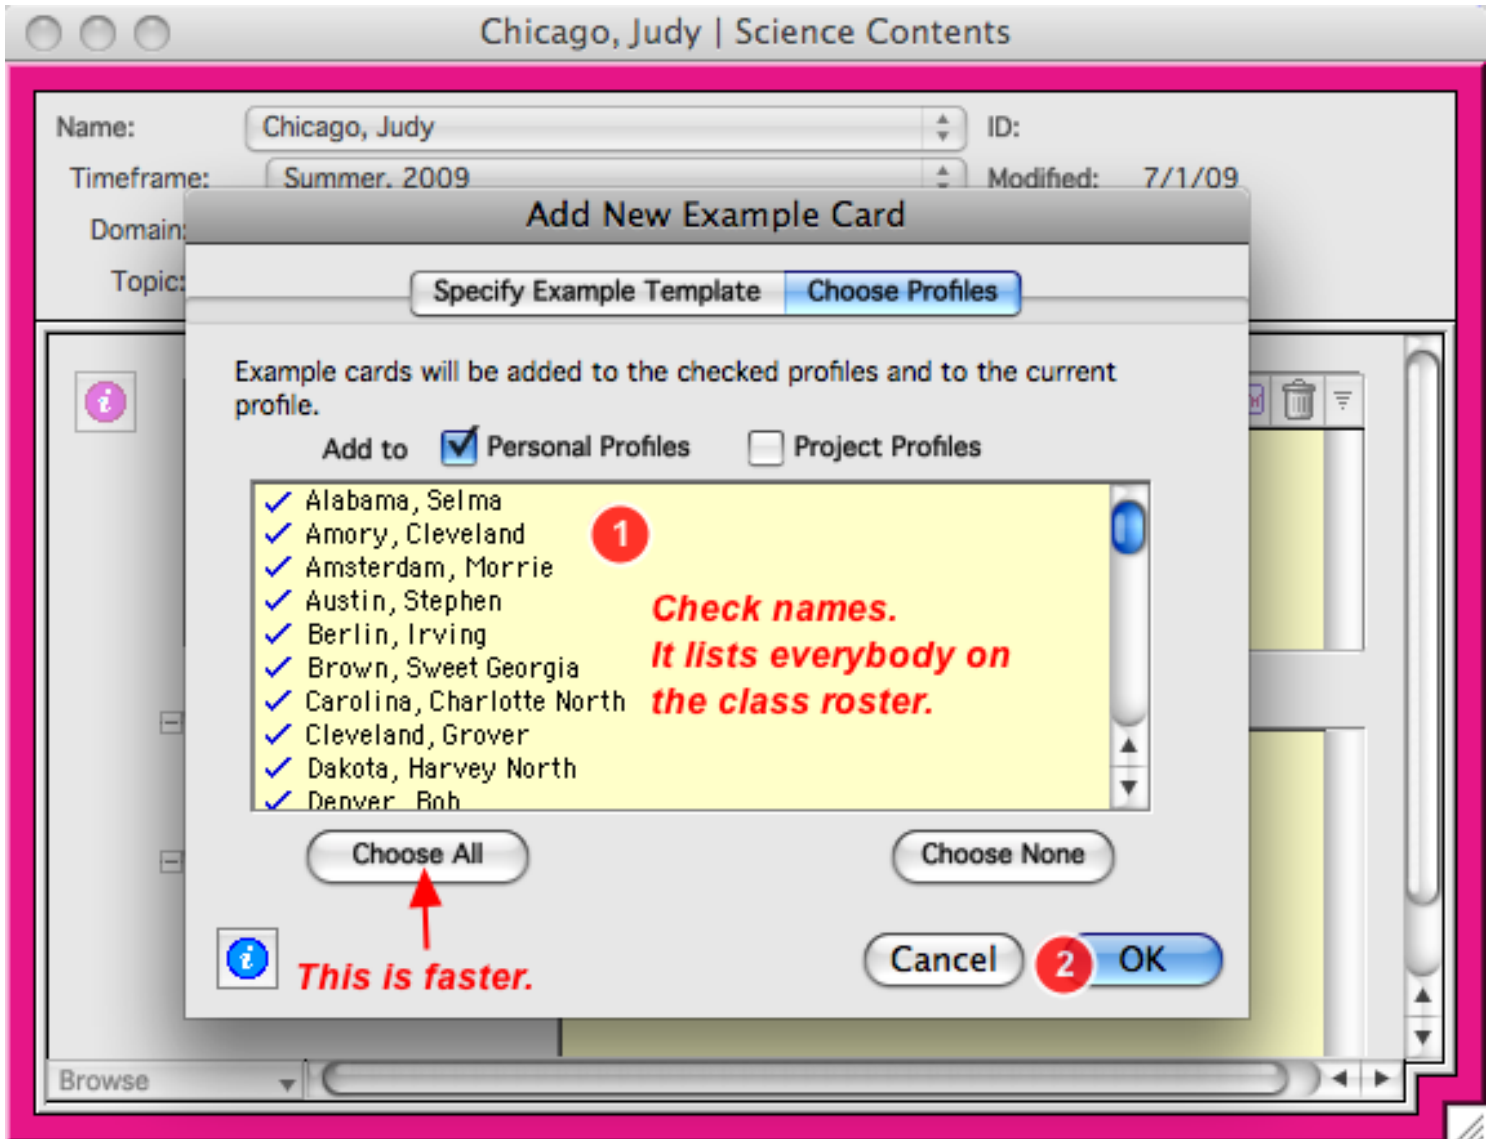 Chicago, Judy | Science Contents
Name: Chicago, Judy ID:
Timeframe: Summer, 2009 Modified: 7/1/09
Domain:
Topic:
Add New Example Card
Specify Example Template Choose Profiles
Example cards will be added to the checked profiles and to the current
profile.
Add to Personal Profiles Project Profiles
Alabama, Selma
Amory, Cleveland
1
Amsterdam, Morrie
Austin, Stephen
Berlin, Irving
Brown, Sweet Georgia
Carolina, Charlotte North
Cleveland, Grover
Dakota, Harvey North
Denver, Bob
Check names.
It lists everybody on
the class roster.
Choose All Choose None
This is faster.
Cancel 2 OK
Browse